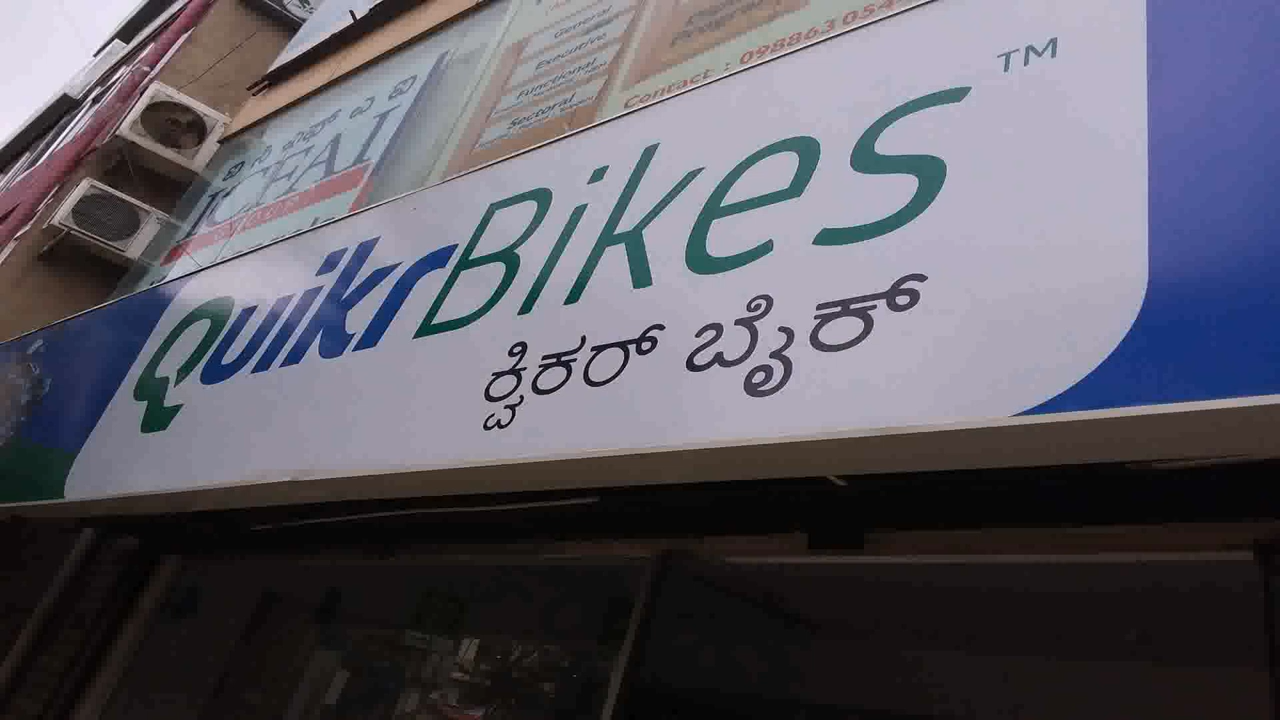 General
Executive
Functional
Sectoral
Contact : 098863054
ICFAI
QuikrBikes TM
ಕ್ವಿಕರ್ ಬೈಕ್